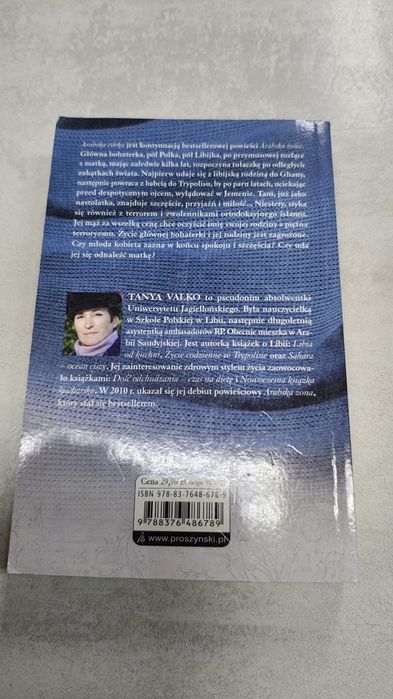 Arabska córka jest kontynuacją bestsellerowej powieści Arabska żona.
Główna bohaterka, pół Polka, pół Libijka, po przymusowej rozłące
z matką, mając zaledwie kilka lat, rozpoczyna tułaczkę po odległych
zakątkach świata. Najpierw udaje się z libijską rodziną do Ghany,
następnie powraca z babcią do Trypolisu, by po paru latach, uciekając
przed despotycznym ojcem, wylądować w Jemenie. Tam, już jako
nastolatka, znajduje szczęście, przyjaźń i miłość... Niestety, styka
się również z terrorem i zwolennikami ortodoksyjnego islamu.
Jej mąż za wszelką cenę chce oczyścić imię swojej rodziny z piętna
terroryzmu. Życie głównej bohaterki i jej rodziny jest zagrożone.
Czy młoda kobieta zazna w końcu spokoju i szczęścia? Czy uda
jej się odnaleźć matkę?
TANYA VALKO to pseudonim absolwentki
Uniwersytetu Jagiellońskiego. Była nauczycielką
w Szkole Polskiej w Libii, następnie długoletnią
asystentką ambasadorów RP. Obecnie mieszka w Ara-
bii Saudyjskiej. Jest autorką książek o Libii: Libia
od kuchni, Życie codzienne w Trypolisie oraz Sahara
ocean ciszy. Jej zainteresowanie zdrowym stylem życia zaowocowa-
ło książkami: Dość odchudzania – czas na dietę i Nowoczesna książka
kucharska. W 2010 r. ukazał się jej debiut powieściowy Arabska żona,
który stał się bestsellerem.
Cena 29,90 zł
ISBN 978-83-7648-678-9
9 788376 486789
www.proszynski.pl